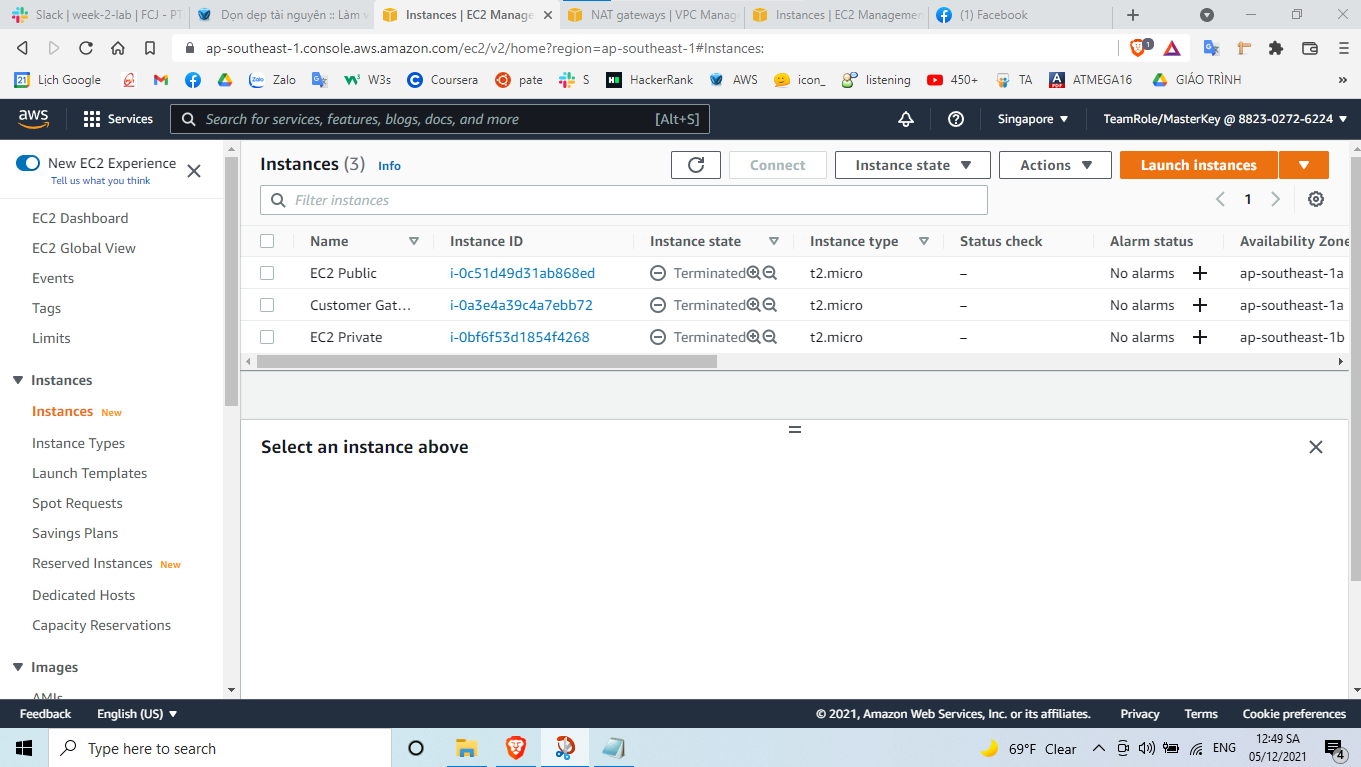 Slack | week-2-lab | FCJ - PT
Dọn dẹp tài nguyên :: Làm v
Instances | EC2 Manage
NAT gateways | VPC Manag
Instances | EC2 Managemen
(1) Facebook
ap-southeast-1.console.aws.amazon.com/ec2/v2/home?region=ap-southeast-1#Instances:
1
Lịch Google
Zalo
W3s
Coursera
pate
S
HackerRank
AWS
icon_
listening
450+
TA
ATMEGA16
GIÁO TRÌNH
»
aws
Services
Search for services, features, blogs, docs, and more
[Alt+S]
Singapore
TeamRole/MasterKey @ 8823-0272-6224
New EC2 Experience
Tell us what you think
EC2 Dashboard
EC2 Global View
Events
Tags
Limits
Instances
Instances New
Instance Types
Launch Templates
Spot Requests
Savings Plans
Reserved Instances New
Dedicated Hosts
Capacity Reservations
Images
AMIs
Instances (3) Info
Connect
Instance state
Actions
Launch instances
Filter instances
1
Name Instance ID Instance state Instance type Status check Alarm status Availability Zone
EC2 Public i-0c51d49d31ab868ed Terminated t2.micro – No alarms + ap-southeast-1a
Customer Gat... i-0a3e4a39c4a7ebb72 Terminated t2.micro – No alarms + ap-southeast-1a
EC2 Private i-0bf6f53d1854f4268 Terminated t2.micro – No alarms + ap-southeast-1b
Select an instance above
Feedback
English (US)
© 2021, Amazon Web Services, Inc. or its affiliates.
Privacy
Terms
Cookie preferences
Type here to search
69°F Clear
ENG
12:49 SA
05/12/2021
4